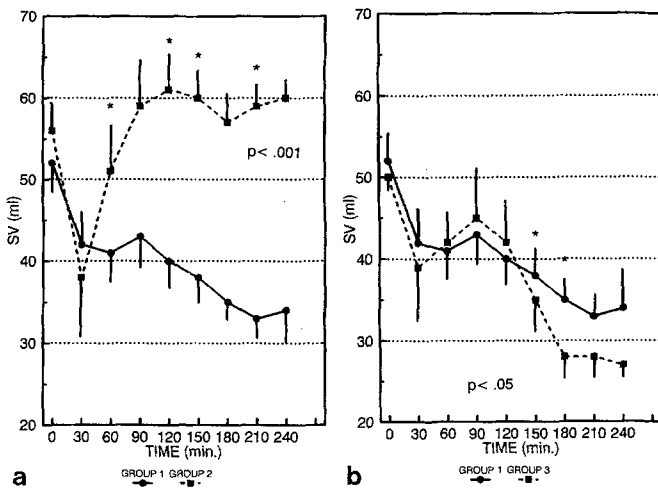 70
60
50
40
30
20
SV (ml)
* * * *
p< .001
0 30 60 90 120 150 180 210 240
TIME (min.)
GROUP 1 GROUP 2
a
70
60
50
40
30
20
SV (ml)
* *
p< .05
0 30 60 90 120 150 180 210 240
TIME (min.)
GROUP 1 GROUP 3
b